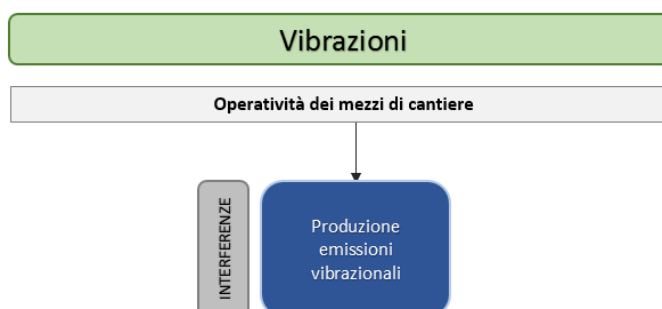 Vibrazioni
Operatività dei mezzi di cantiere
INTERFERENZE
Produzione
emissioni
vibrazionali